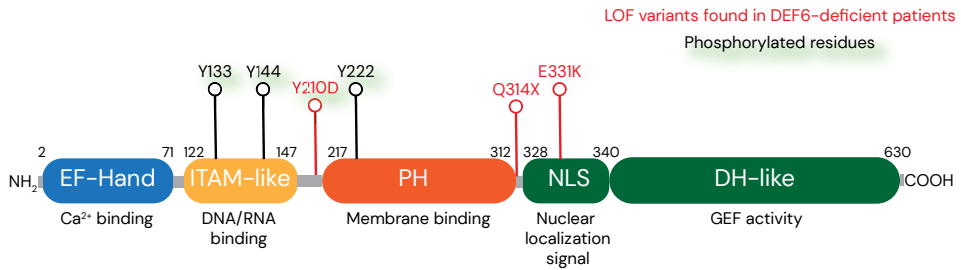 LOF variants found in DEF6-deficient patients
Phosphorylated residues
Y133 Y144 Y210D Y222 Q314X E331K
2 71 122 147 217 312 328 340 630
NH2 EF-Hand ITAM-like PH NLS DH-like COOH
Ca²⁺ binding DNA/RNA Membrane binding Nuclear GEF activity
binding localization
signal